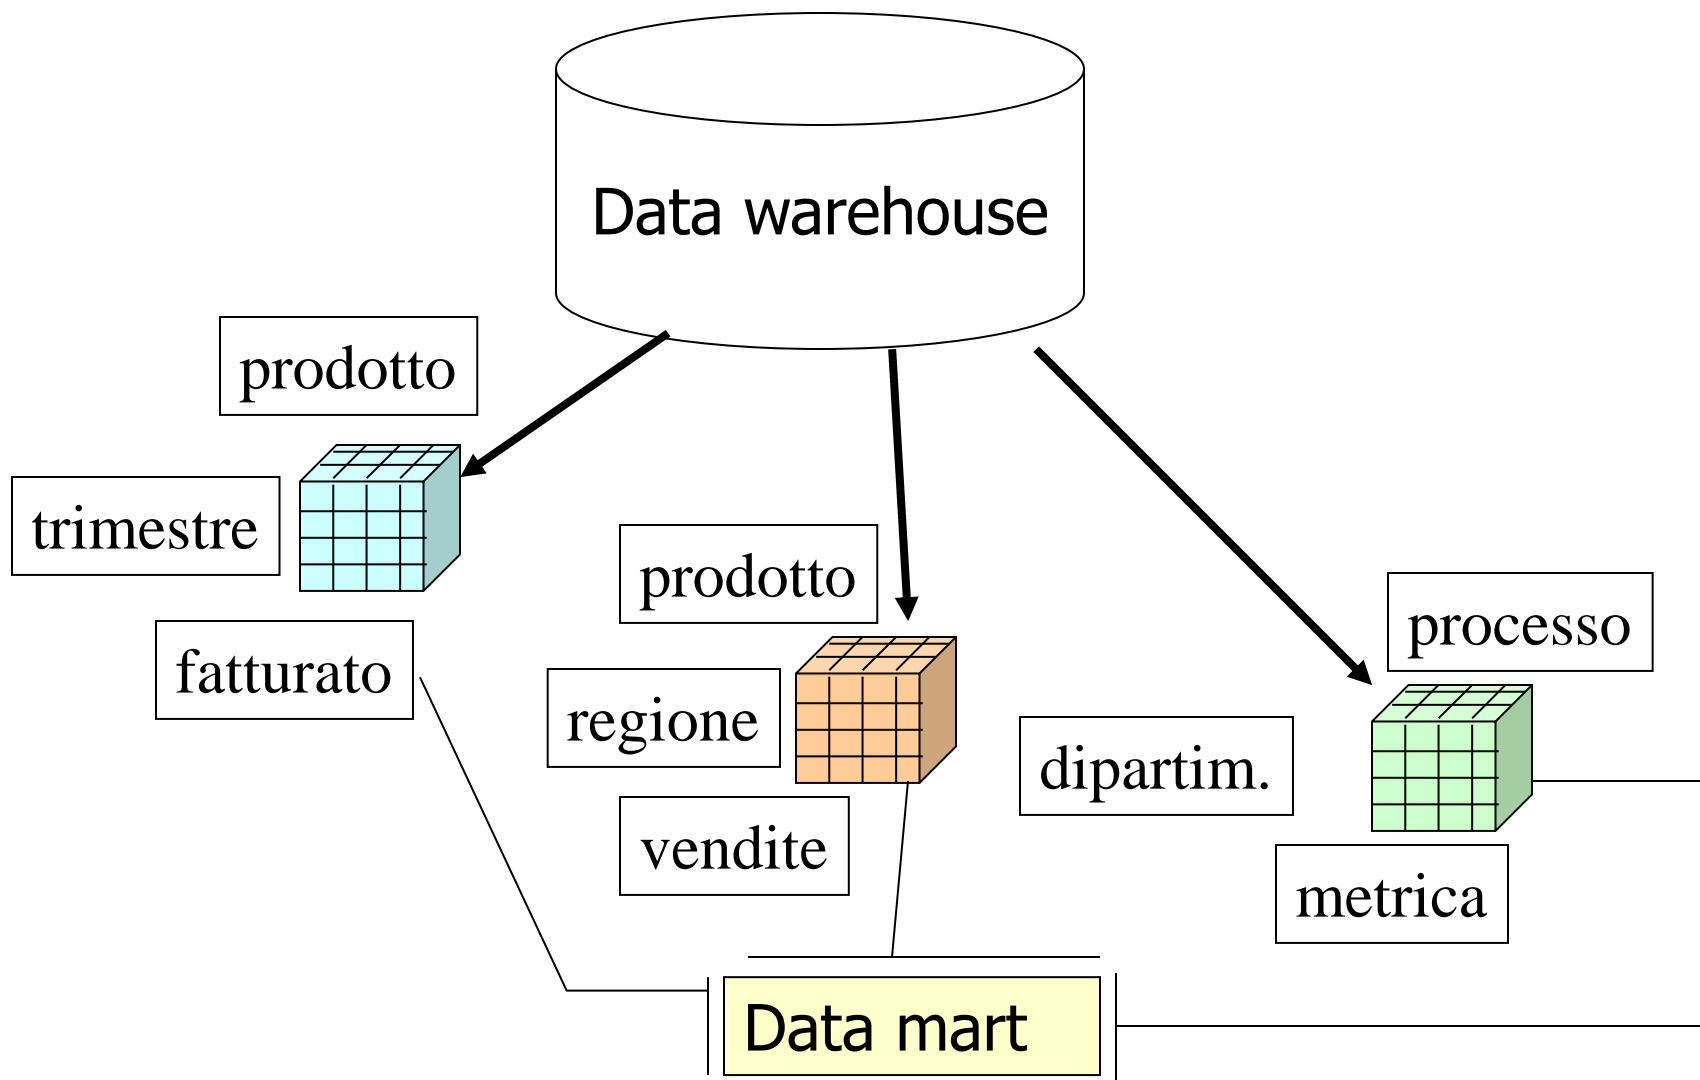 Data warehouse
prodotto
trimestre
fatturato
prodotto
regione
vendite
processo
dipartim.
metrica
Data mart